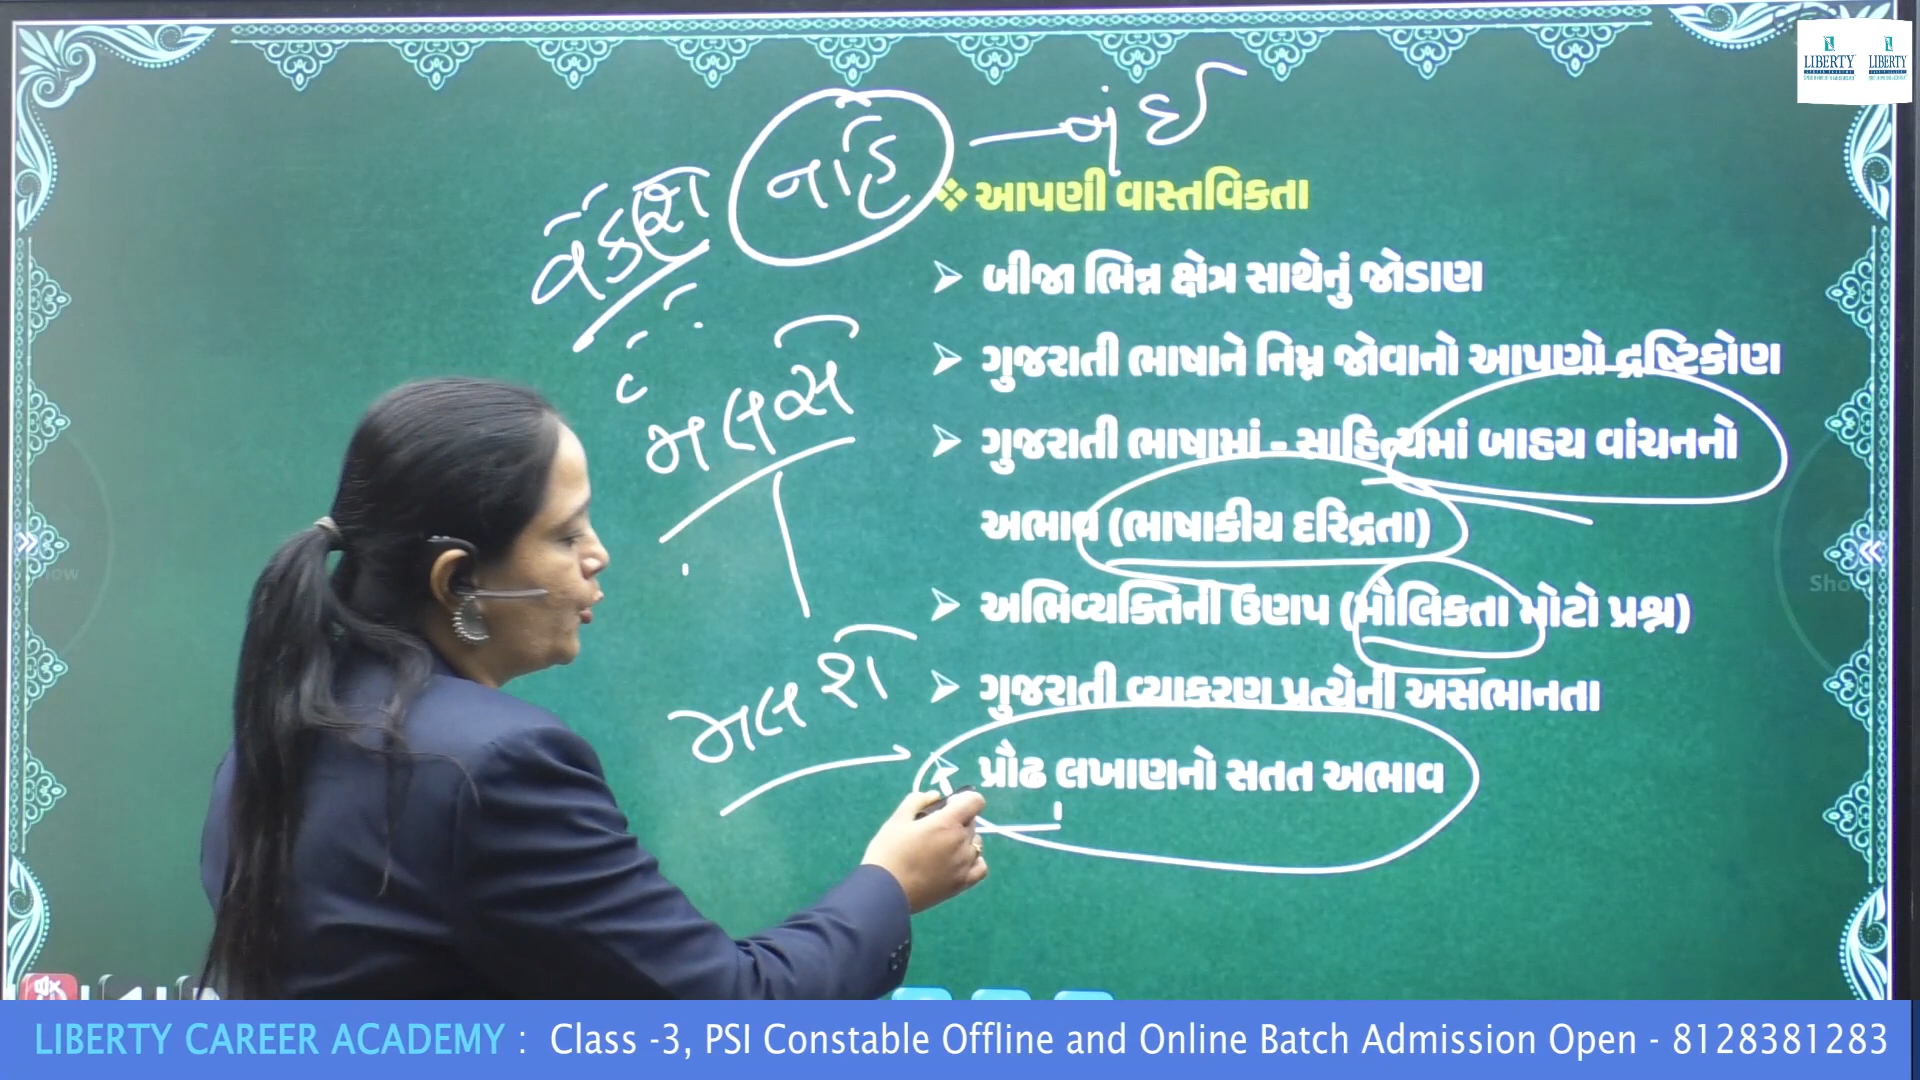 LIBERTY LIBERTY
નહિ
❖ આપણી વાસ્તવિકતા
➢ બીજા ભિન્ન ક્ષેત્ર સાથેનું જોડાણ
➢ ગુજરાતી ભાષાને નિમ્ન જોવાનો આપણો દ્રષ્ટિકોણ
➢ ગુજરાતી ભાષામાં - સાહિત્યમાં બાહ્ય વાંચનનો
અભાવ (ભાષાકીય દરિદ્રતા)
➢ અભિવ્યક્તિની ઉણપ (મૌલિકતા મોટો પ્રશ્ન)
➢ ગુજરાતી વ્યાકરણ પ્રત્યેની અસભાનતા
મલશે
➢ પ્રૌઢ લખાણનો સતત અભાવ
LIBERTY CAREER ACADEMY : Class -3, PSI Constable Offline and Online Batch Admission Open - 8128381283